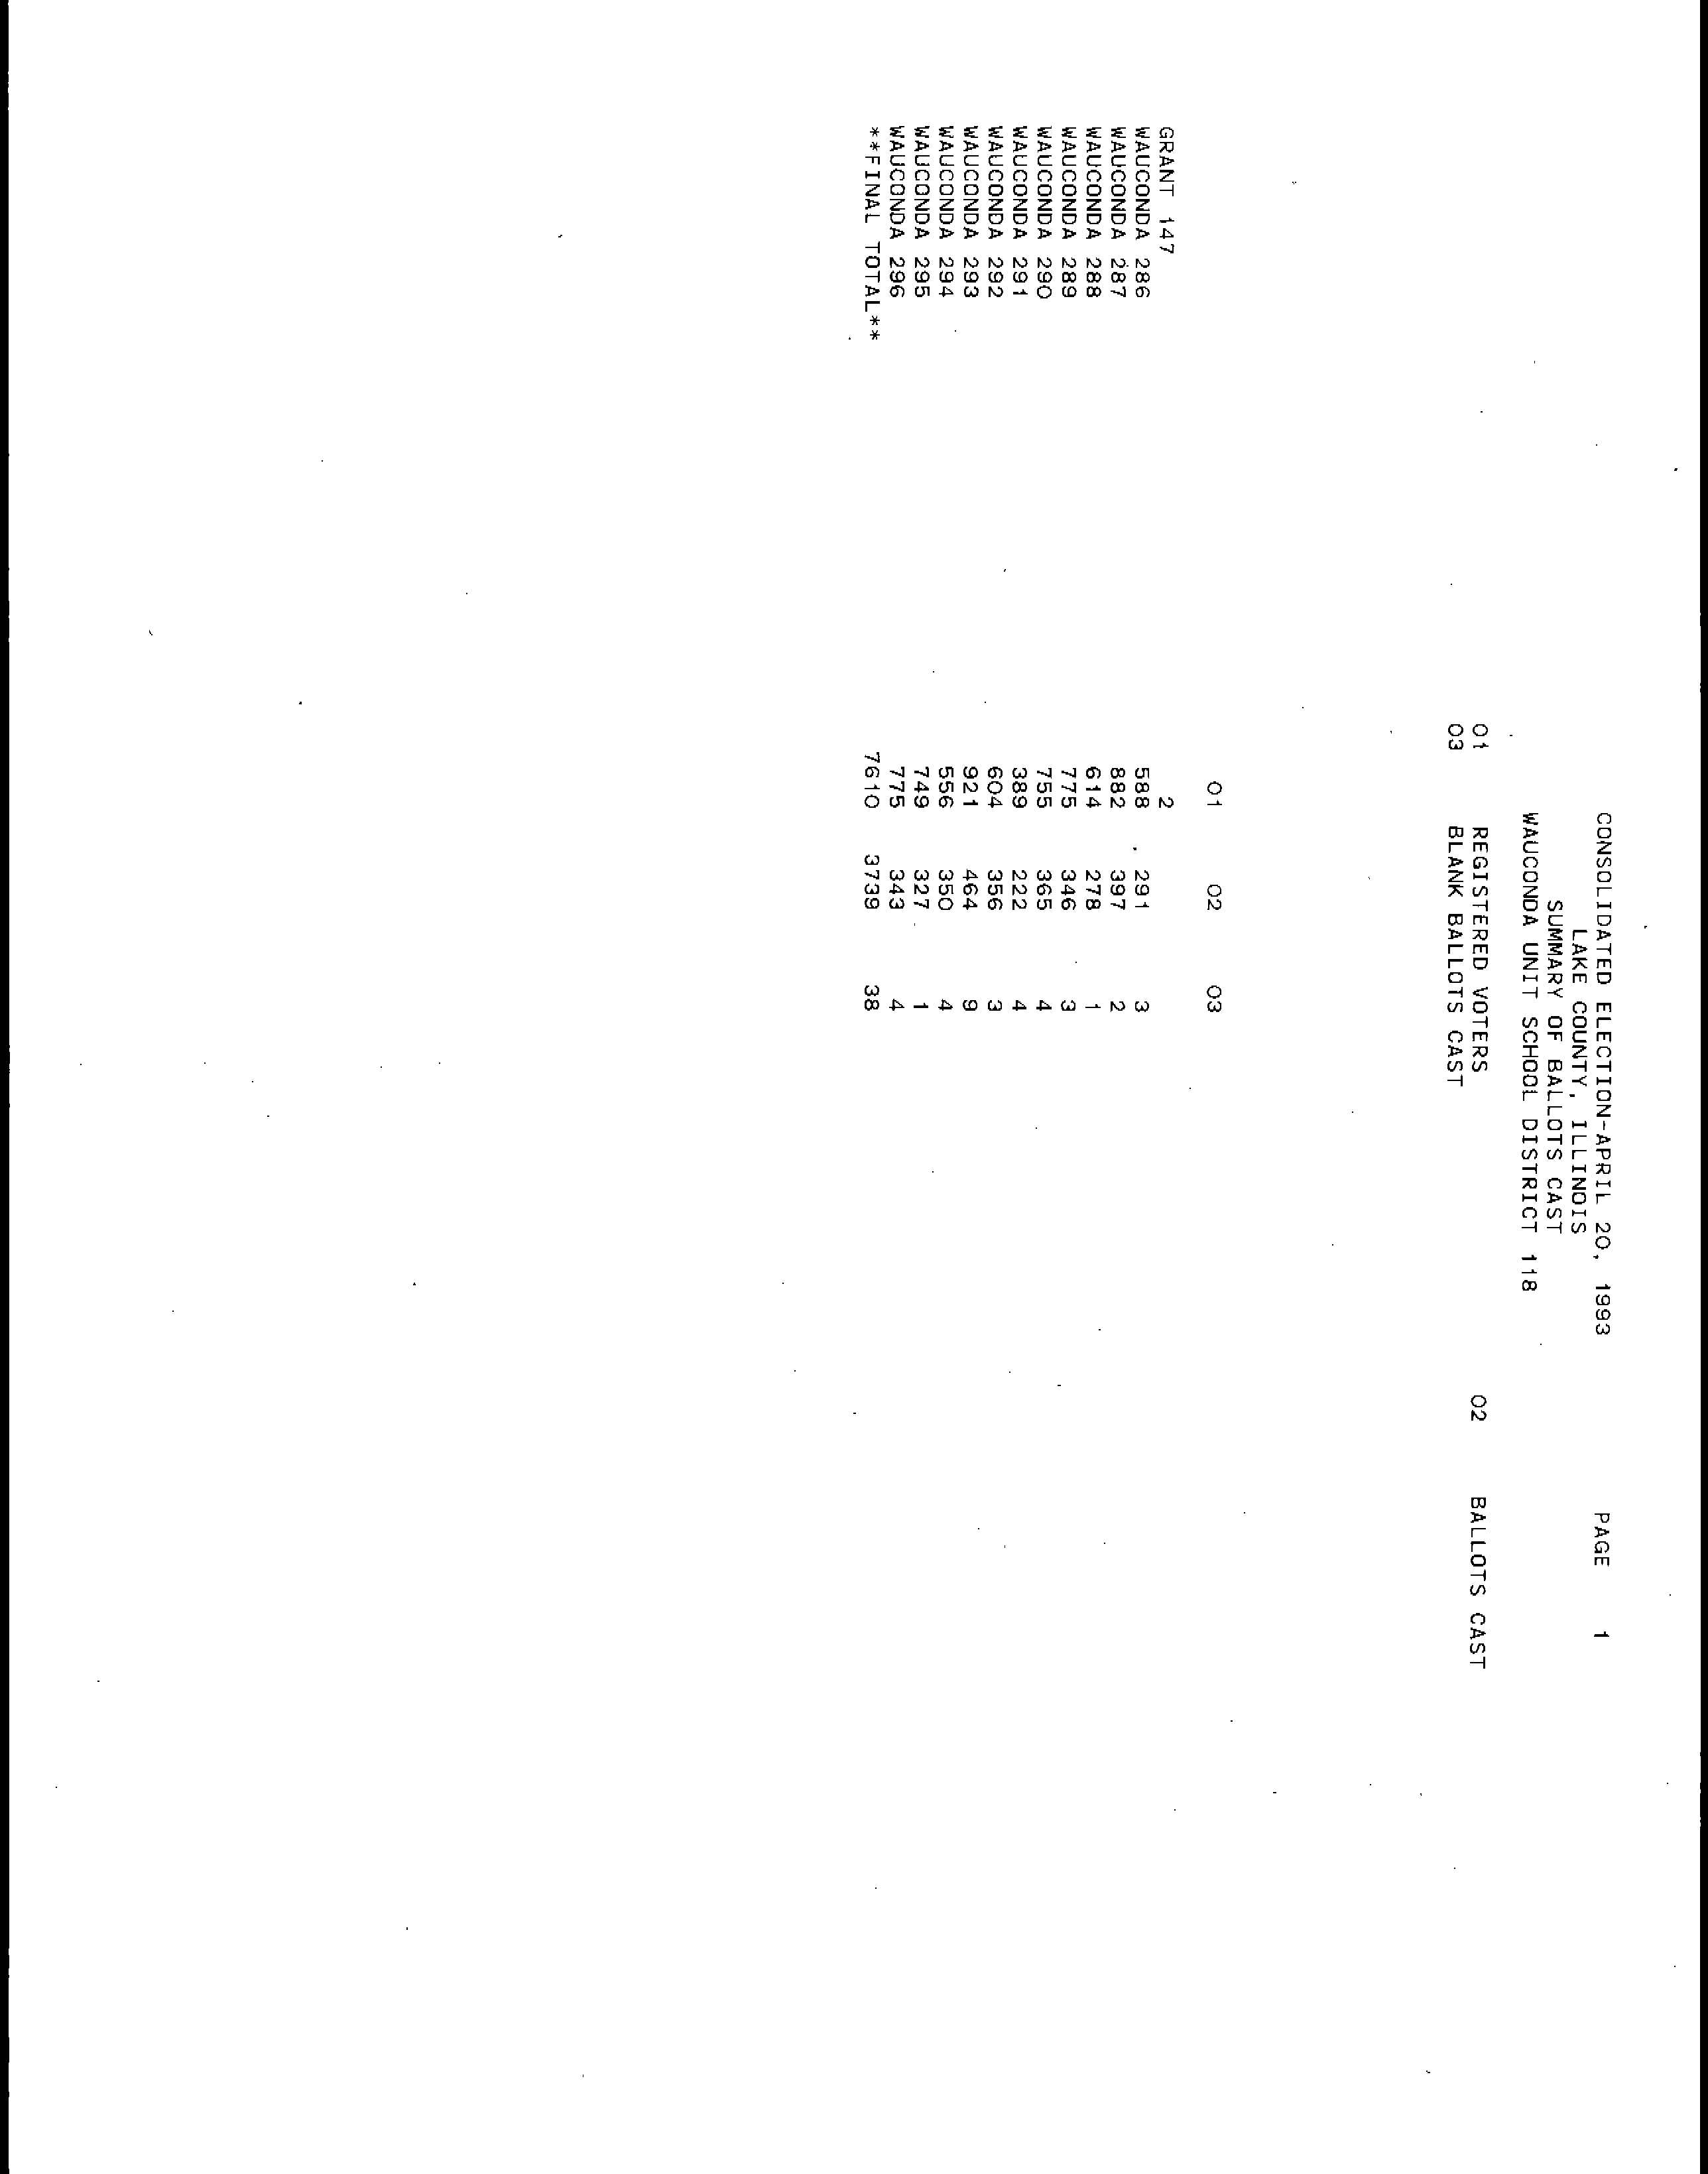 CONSOLIDATED ELECTION-APRIL 20, 1993 PAGE 1
LAKE COUNTY, ILLINOIS
SUMMARY OF BALLOTS CAST
WAUCONDA UNIT SCHOOL DISTRICT 118
01 REGISTERED VOTERS 02 BALLOTS CAST
03 BLANK BALLOTS CAST
01 02 03
GRANT 147 2
WAUCONDA 286 588 291 3
WAUCONDA 287 882 397 2
WAUCONDA 288 614 278 1
WAUCONDA 289 775 346 3
WAUCONDA 290 755 365 4
WAUCONDA 291 389 222 4
WAUCONDA 292 604 356 3
WAUCONDA 293 921 464 9
WAUCONDA 294 556 350 4
WAUCONDA 295 749 327 1
WAUCONDA 296 775 343 4
**FINAL TOTAL** 7610 3739 38